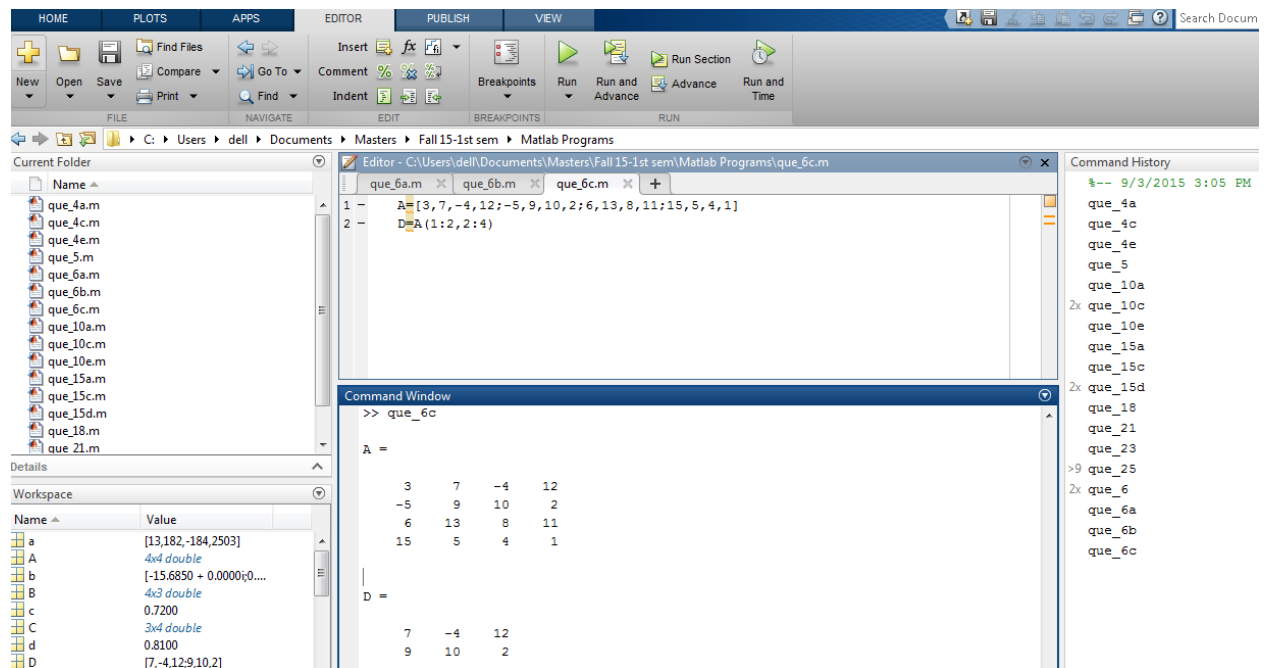 HOME PLOTS APPS EDITOR PUBLISH VIEW Search Docum
New Open Save Find Files Compare Print
Go To Find
Insert fx
Comment
Indent
Breakpoints Run Run and Advance Run Section Advance Run and Time
FILE NAVIGATE EDIT BREAKPOINTS RUN
C: Users dell Documents Masters Fall 15-1st sem Matlab Programs
Current Folder
Name
que_4a.m
que_4c.m
que_4e.m
que_5.m
que_6a.m
que_6b.m
que_6c.m
que_10a.m
que_10c.m
que_10e.m
que_15a.m
que_15c.m
que_15d.m
que_18.m
que_21.m
Details
Workspace
Name Value
a [13,182,-184,2503]
A 4x4 double
b [-15.6850 + 0.0000i;0....
B 4x3 double
c 0.7200
C 3x4 double
d 0.8100
D [7,-4,12;9,10,2]
Editor - C:\Users\dell\Documents\Masters\Fall 15-1st sem\Matlab Programs\que_6c.m
que_6a.m que_6b.m que_6c.m
1 A=[3,7,-4,12;-5,9,10,2;6,13,8,11;15,5,4,1]
2 D=A(1:2,2:4)
Command Window
>> que_6c
A =
3 7 -4 12
-5 9 10 2
6 13 8 11
15 5 4 1
D =
7 -4 12
9 10 2
Command History
%-- 9/3/2015 3:05 PM
que_4a
que_4c
que_4e
que_5
que_10a
2x que_10c
que_10e
que_15a
que_15c
2x que_15d
que_18
que_21
que_23
>9 que_25
2x que_6
que_6a
que_6b
que_6c